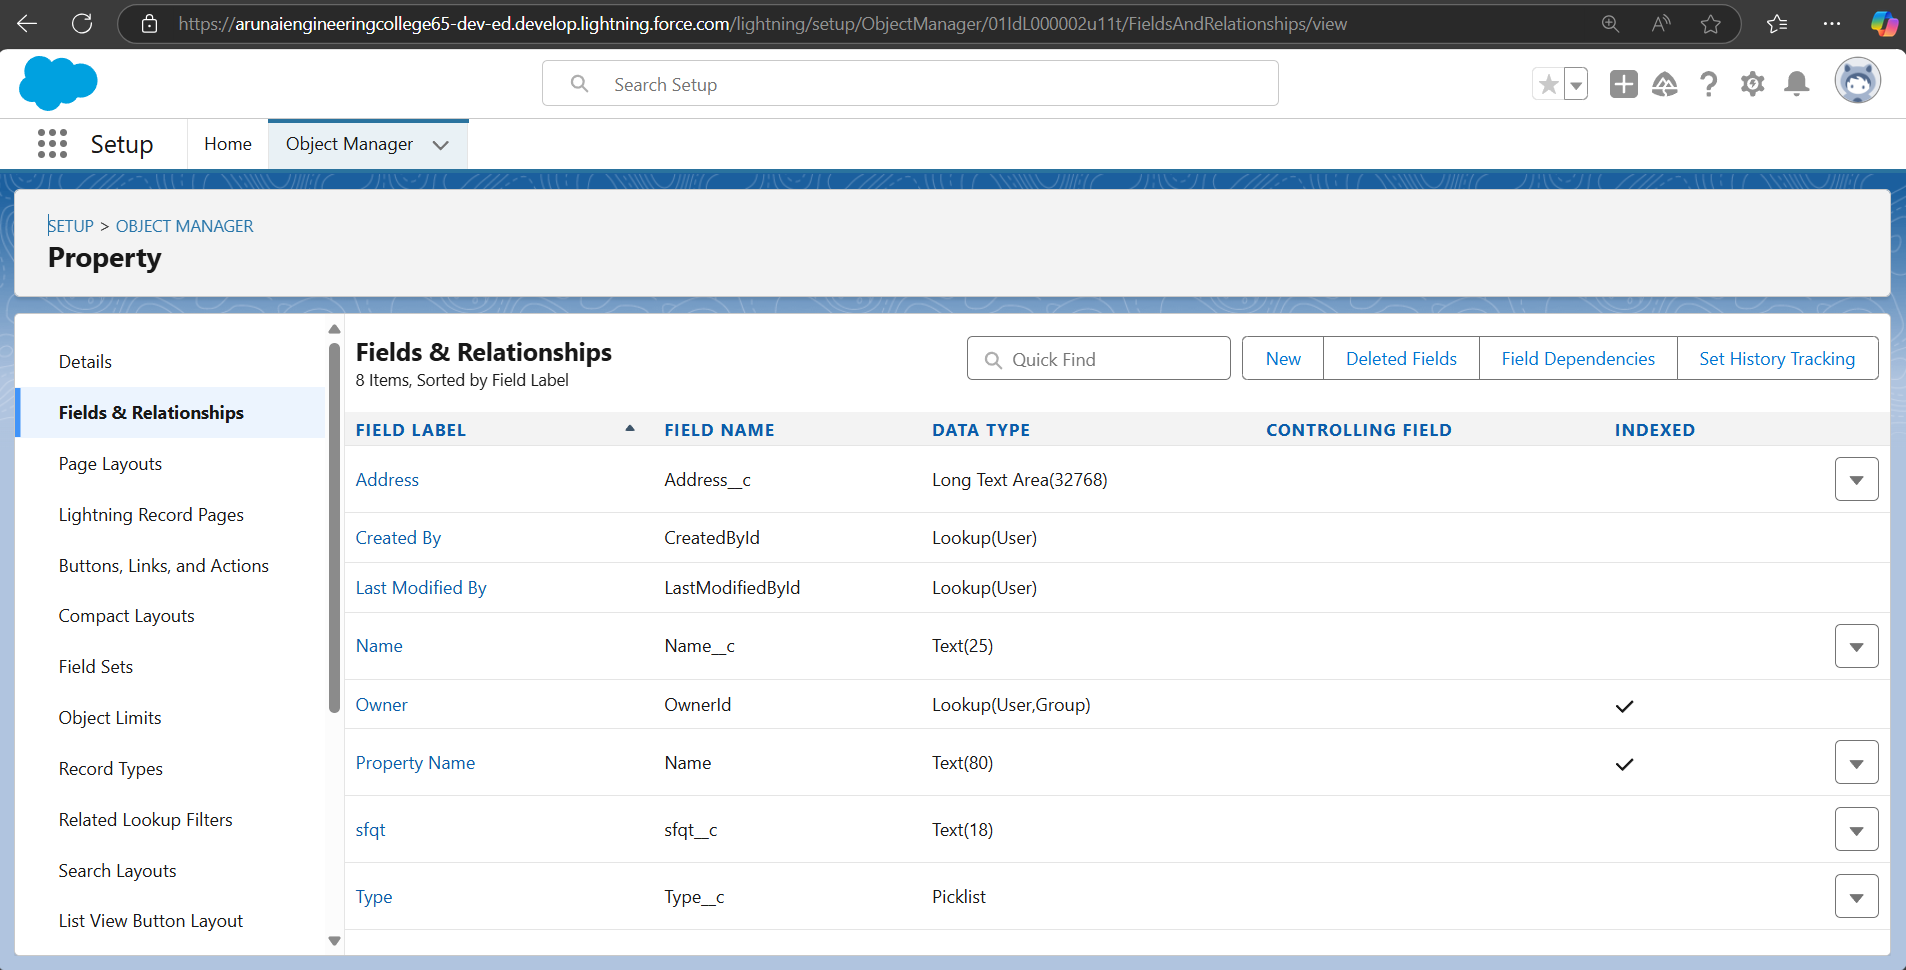 https://arunaiengineeringcollege65-dev-ed.develop.lightning.force.com/lightning/setup/ObjectManager/01IdL000002u11t/FieldsAndRelationships/view
Search Setup
Setup
Home
Object Manager
SETUP > OBJECT MANAGER
Property
Details
Fields & Relationships
Page Layouts
Lightning Record Pages
Buttons, Links, and Actions
Compact Layouts
Field Sets
Object Limits
Record Types
Related Lookup Filters
Search Layouts
List View Button Layout
Fields & Relationships
8 Items, Sorted by Field Label
Quick Find
New
Deleted Fields
Field Dependencies
Set History Tracking
FIELD LABEL FIELD NAME DATA TYPE CONTROLLING FIELD INDEXED
Address Address__c Long Text Area(32768)
Created By CreatedById Lookup(User)
Last Modified By LastModifiedById Lookup(User)
Name Name__c Text(25)
Owner OwnerId Lookup(User,Group)
Property Name Name Text(80)
sfqt sfqt__c Text(18)
Type Type__c Picklist